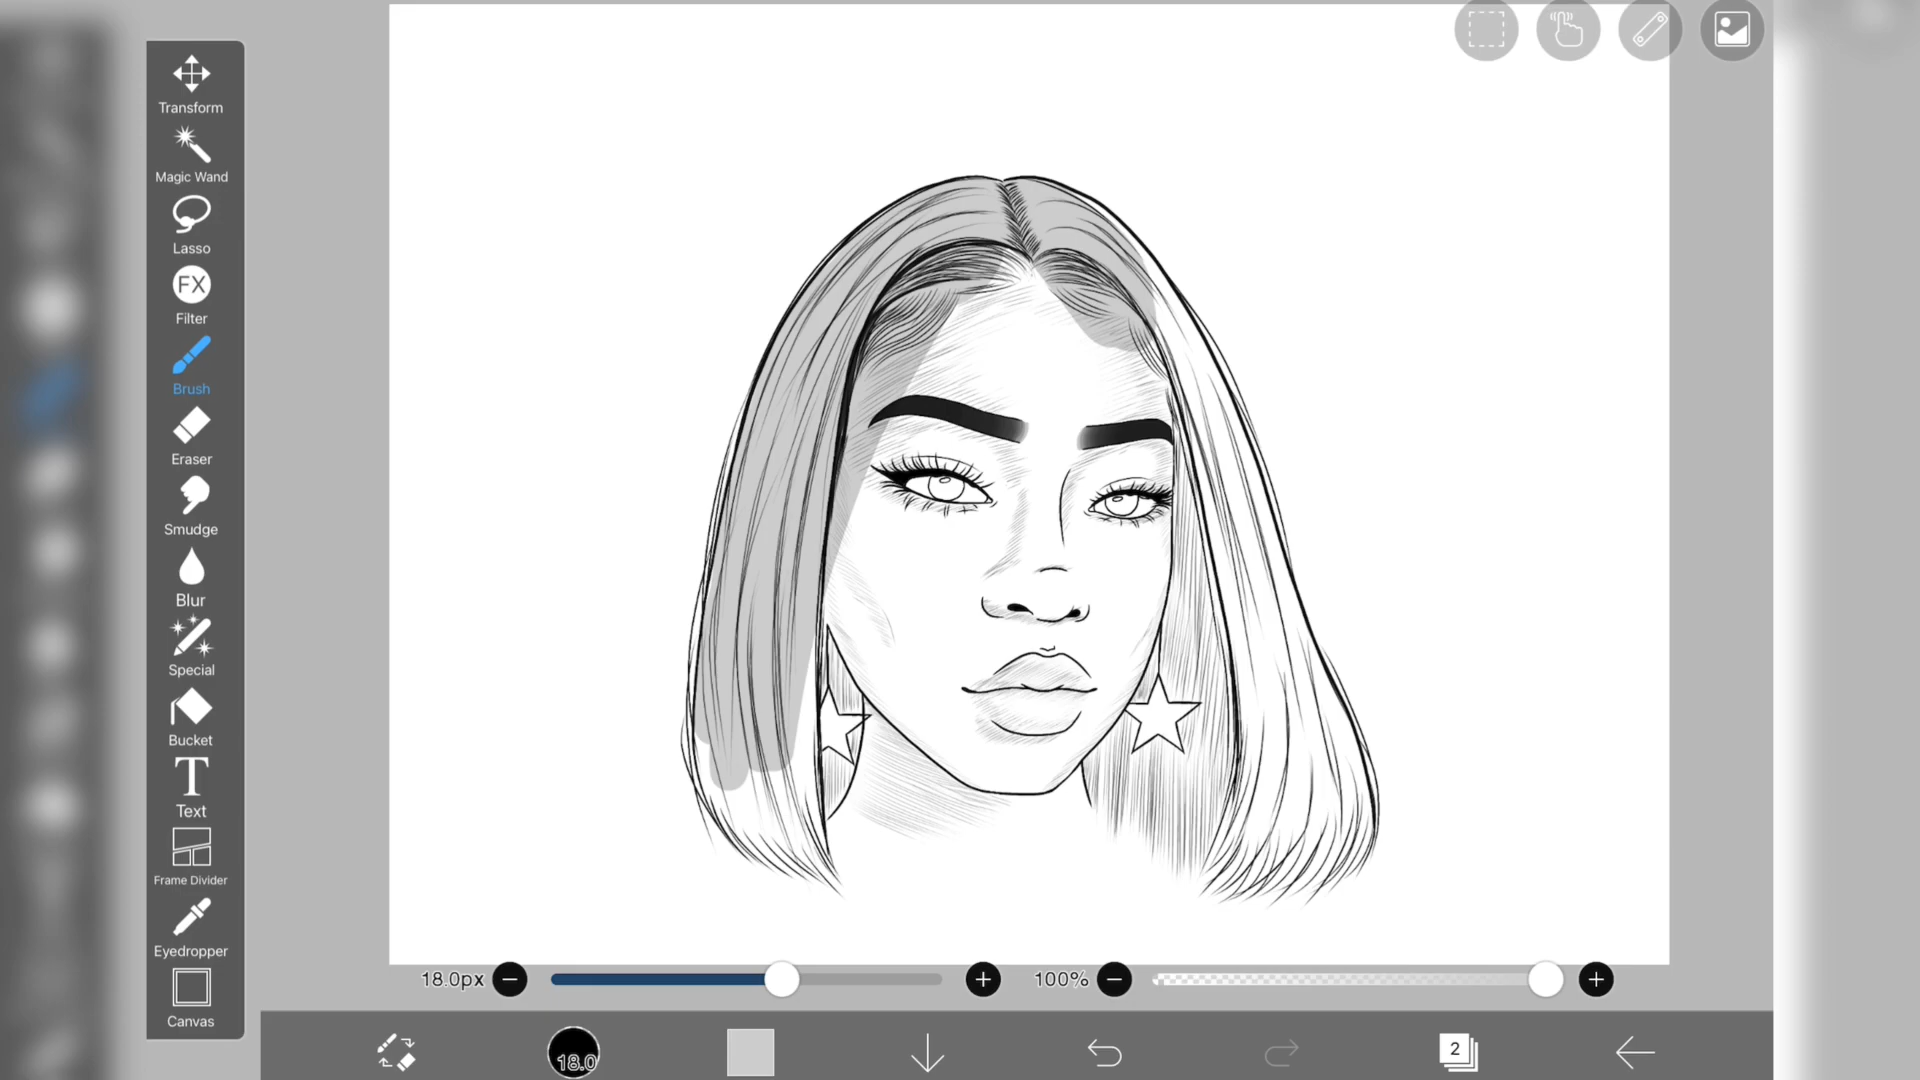 Transform
Magic Wand
Lasso
FX
Filter
Brush
Eraser
Smudge
Blur
Special
Bucket
T
Text
Frame Divider
Eyedropper
Canvas
18.0px
100%
18.0
2